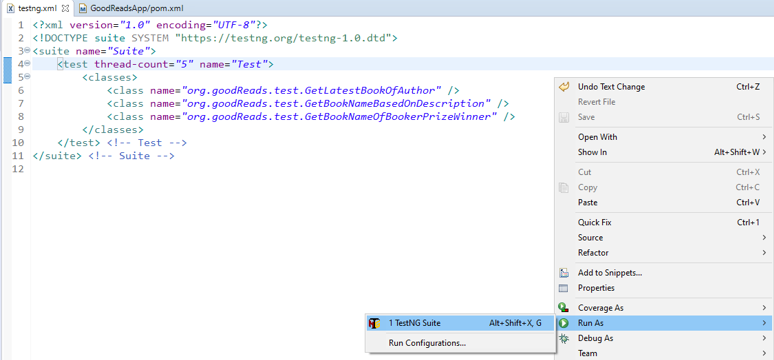 testng.xml GoodReadsApp/pom.xml
1 <?xml version="1.0" encoding="UTF-8"?>
2 <!DOCTYPE suite SYSTEM "https://testng.org/testng-1.0.dtd">
3 <suite name="Suite">
4 <test thread-count="5" name="Test">
5 <classes>
6 <class name="org.goodReads.test.GetLatestBookOfAuthor" />
7 <class name="org.goodReads.test.GetBookNameBasedOnDescription" />
8 <class name="org.goodReads.test.GetBookNameOfBookerPrizeWinner" />
9 </classes>
10 </test> <!-- Test -->
11 </suite> <!-- Suite -->
12
Undo Text Change Ctrl+Z
Revert File
Save Ctrl+S
Open With
Show In Alt+Shift+W
Cut Ctrl+X
Copy Ctrl+C
Paste Ctrl+V
Quick Fix Ctrl+1
Source
Refactor
Add to Snippets...
Properties
Coverage As
Run As
Debug As
Team
1 TestNG Suite Alt+Shift+X, G
Run Configurations...